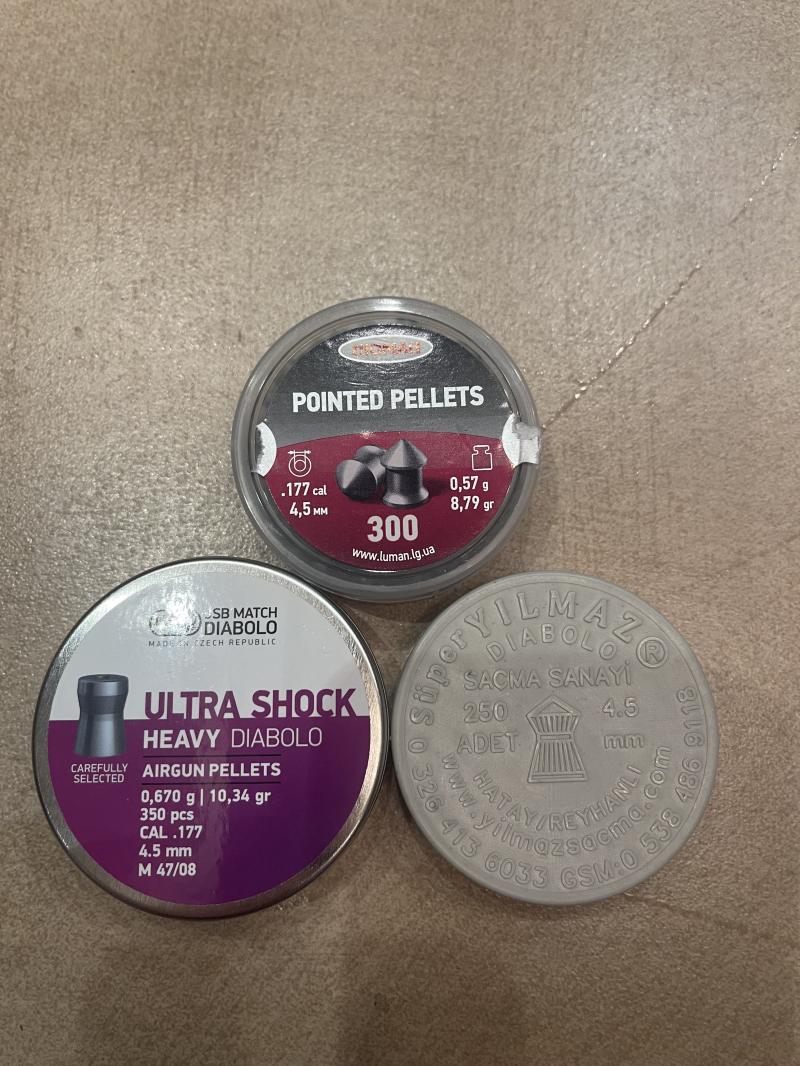 POINTED PELLETS
.177 cal
4,5 мм
0,57 g
8,79 gr
300
www.luman.lg.ua
JSB MATCH
DIABOLO
MADE IN CZECH REPUBLIC
ULTRA SHOCK
HEAVY DIABOLO
CAREFULLY
SELECTED
AIRGUN PELLETS
0,670 g | 10,34 gr
350 pcs
CAL .177
4.5 mm
M 47/08
Süper YILMAZ ®
DIABOLO
SAÇMA SANAYİ
250
ADET
4.5
mm
HATAY/REYHANLI
www.yilmazsacma.com
0 326 413 6033 GSM:0 538 486 9118